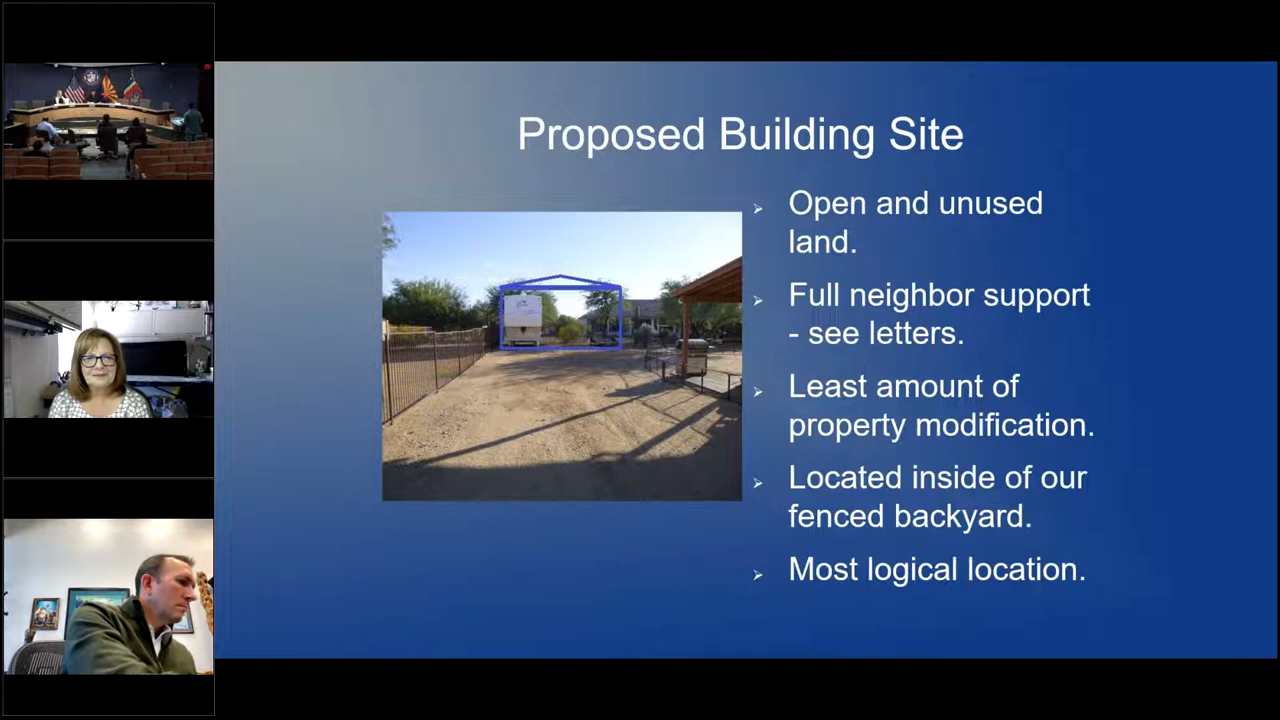 Proposed Building Site
Open and unused
land.
Full neighbor support
- see letters.
Least amount of
property modification.
Located inside of our
fenced backyard.
Most logical location.